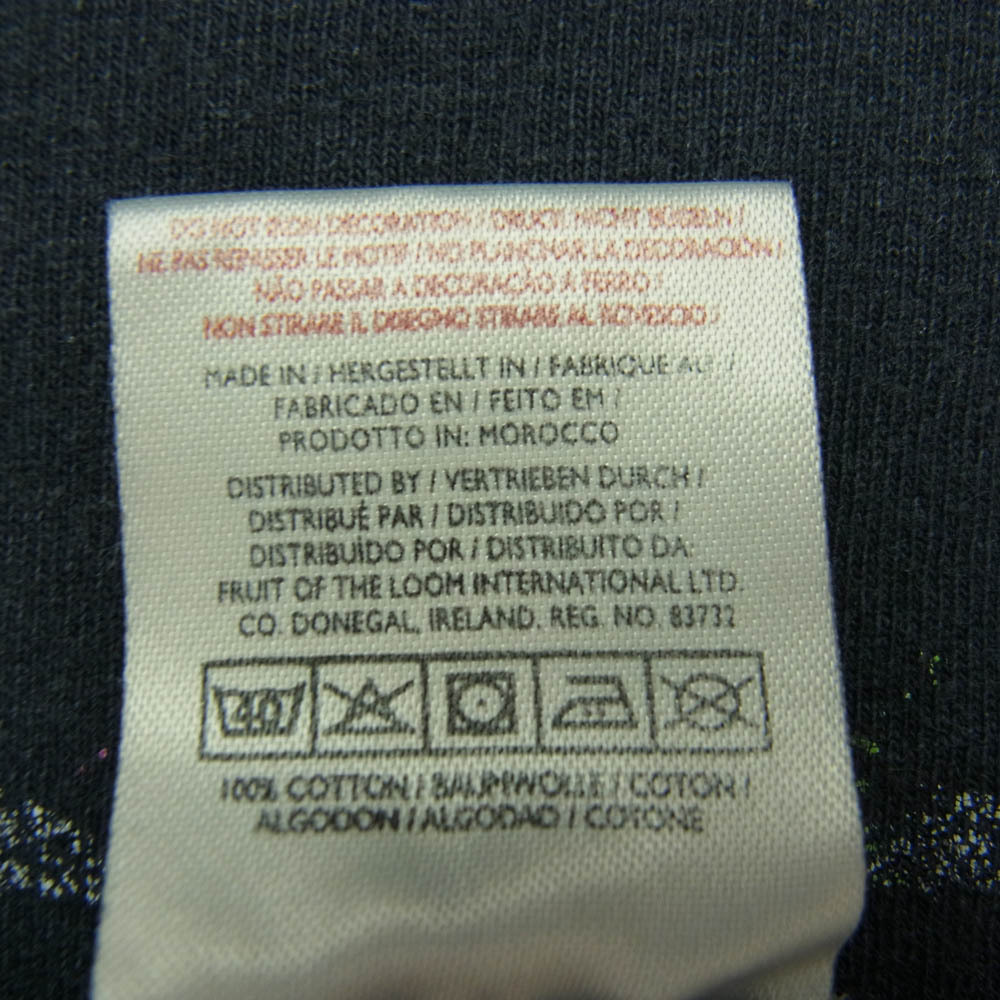 DO NOT IRON DECORATION / DRUCK NICHT BÜGELN /
NE PAS REPASSER LE MOTIF / NO PLANCHAR LA DECORACIÓN /
NÃO PASSAR A DECORAÇÃO A FERRO /
NON STIRARE IL DISEGNO STIRARE AL ROVESCIO /
MADE IN / HERGESTELLT IN / FABRIQUE AU /
FABRICADO EN / FEITO EM /
PRODOTTO IN: MOROCCO
DISTRIBUTED BY / VERTRIEBEN DURCH /
DISTRIBUÉ PAR / DISTRIBUIDO POR /
DISTRIBUÍDO POR / DISTRIBUITO DA:
FRUIT OF THE LOOM INTERNATIONAL LTD.
CO. DONEGAL, IRELAND. REG. NO. 83732
40
100% COTTON / BAUMWOLLE / COTON /
ALGODON / ALGODAO / COTONE